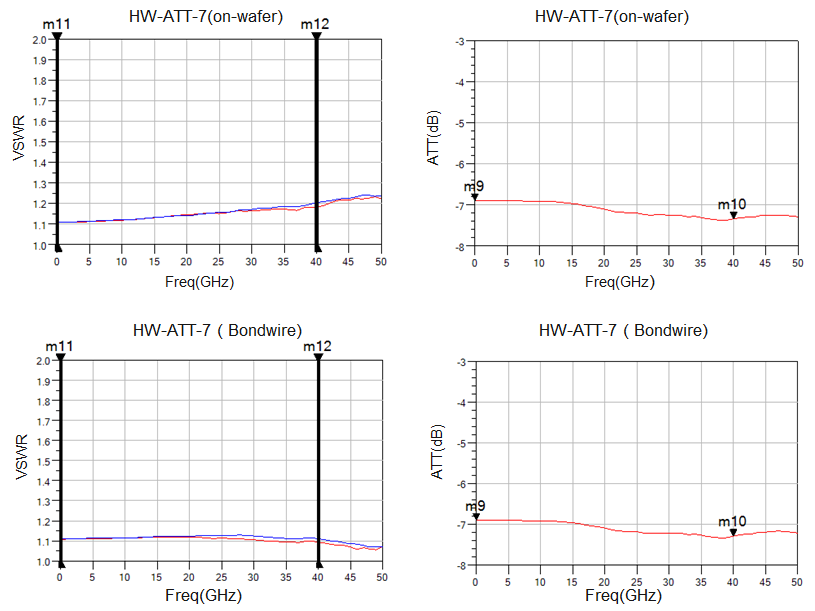 HW-ATT-7(on-wafer)
m11
m12
2.0
1.9
1.8
1.7
1.6
1.5
1.4
1.3
1.2
1.1
1.0
VSWR
0 5 10 15 20 25 30 35 40 45 50
Freq(GHz)
HW-ATT-7(on-wafer)
-3
-4
-5
-6
-7
-8
ATT(dB)
m9
m10
0 5 10 15 20 25 30 35 40 45 50
Freq(GHz)
HW-ATT-7 ( Bondwire)
m11
m12
2.0
1.9
1.8
1.7
1.6
1.5
1.4
1.3
1.2
1.1
1.0
VSWR
0 5 10 15 20 25 30 35 40 45 50
Freq(GHz)
HW-ATT-7 ( Bondwire)
-3
-4
-5
-6
-7
-8
ATT(dB)
m9
m10
0 5 10 15 20 25 30 35 40 45 50
Freq(GHz)